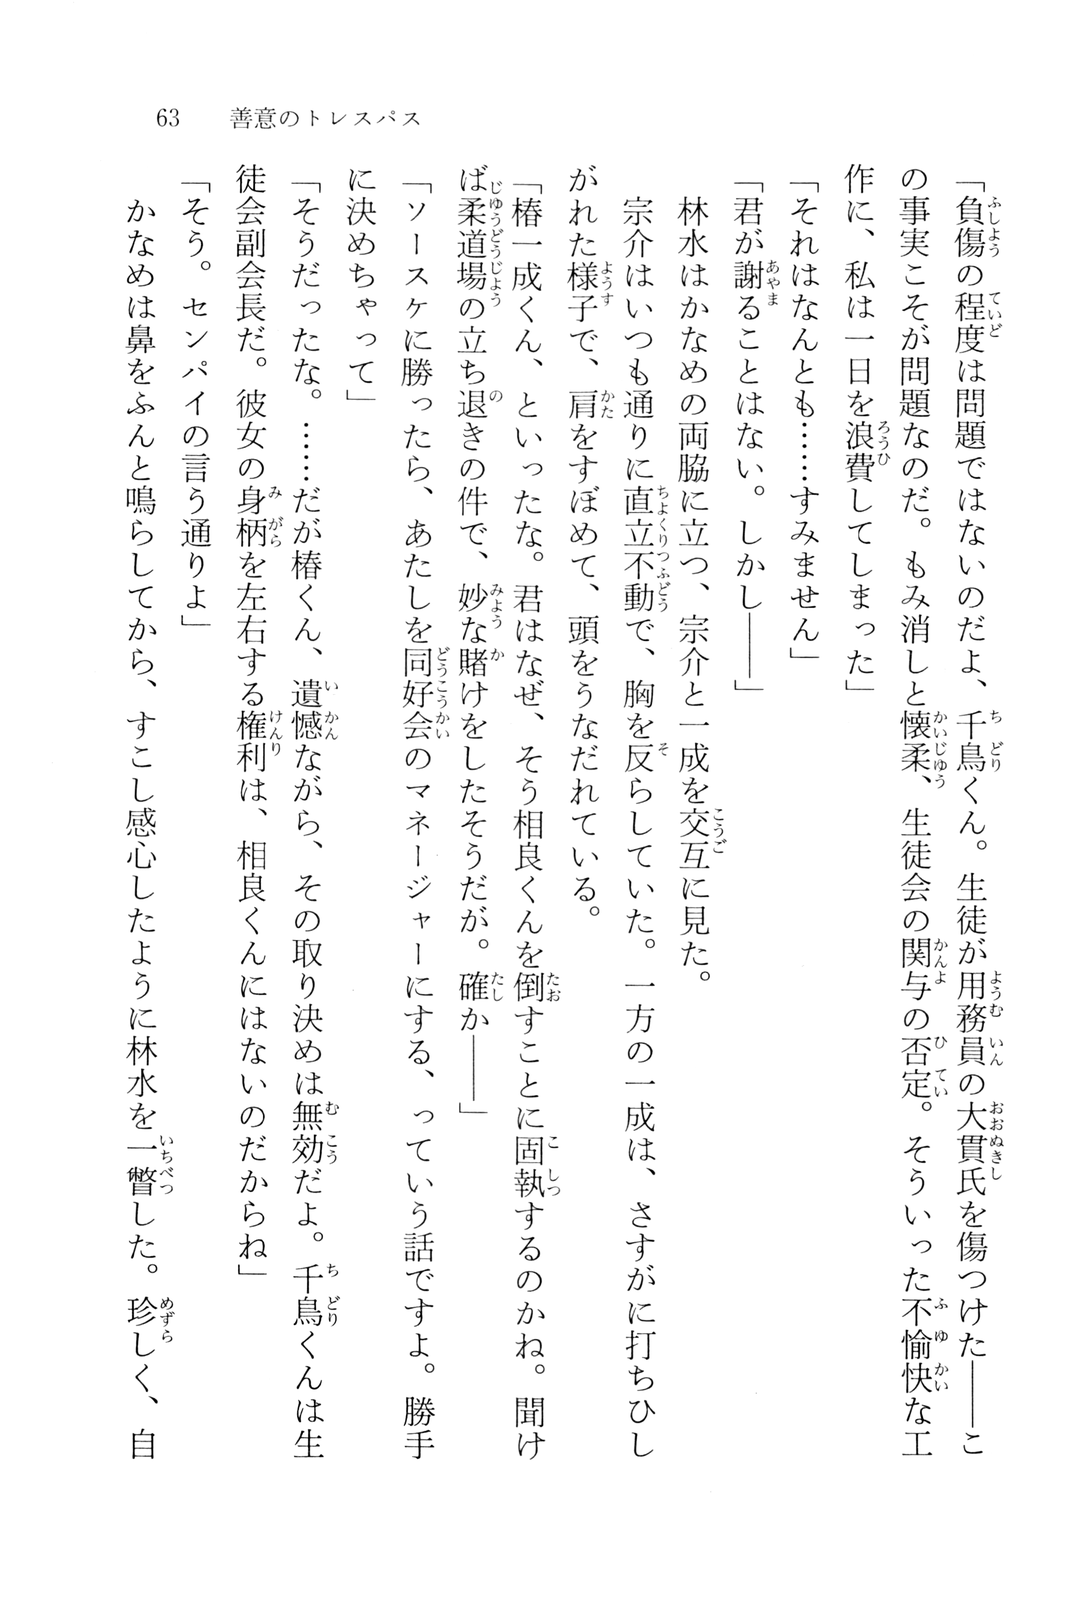 63　善意のトレスパス
「負傷の程度は問題ではないのだよ、千鳥くん。生徒が用務員の大貫氏を傷つけた――こ
の事実こそが問題なのだ。もみ消しと懐柔、生徒会の関与の否定。そういった不愉快な工
作に、私は一日を浪費してしまった」
「それはなんとも……すみません」
「君が謝ることはない。しかし――」
　林水はかなめの両脇に立つ、宗介と一成を交互に見た。
　宗介はいつも通りに直立不動で、胸を反らしていた。一方の一成は、さすがに打ちひし
がれた様子で、肩をすぼめて、頭をうなだれている。
「椿一成くん、といったな。君はなぜ、そう相良くんを倒すことに固執するのかね。聞け
ば柔道場の立ち退きの件で、妙な賭けをしたそうだが。確か――」
「ソースケに勝ったら、あたしを同好会のマネージャーにする、っていう話ですよ。勝手
に決めちゃって」
「そうだったな。……だが椿くん、遺憾ながら、その取り決めは無効だよ。千鳥くんは生
徒会副会長だ。彼女の身柄を左右する権利は、相良くんにはないのだからね」
「そう。センパイの言う通りよ」
　かなめは鼻をふんと鳴らしてから、すこし感心したように林水を一瞥した。珍しく、自